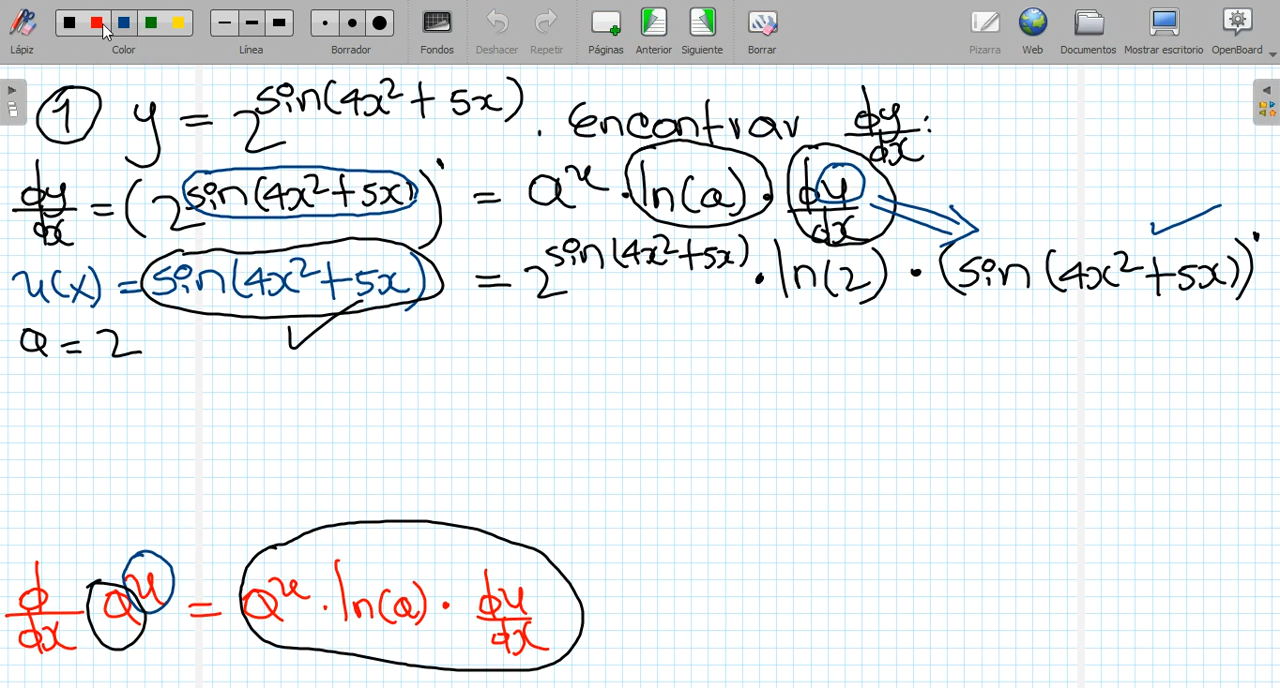 Lápiz Color Línea Borrador Fondos Deshacer Repetir Páginas Anterior Siguiente Borrar Pizarra Web Documentos Mostrar escritorio OpenBoard
① y = 2^{sin(4x²+5x)}. encontrar dy/dx:
dy/dx = (2^{sin(4x²+5x)})' = a^u · ln(a) · du/dx
u(x) = sin(4x²+5x) = 2^{sin(4x²+5x)} · ln(2) · (sin(4x²+5x))'
a = 2
d/dx a^u = a^u · ln(a) · du/dx